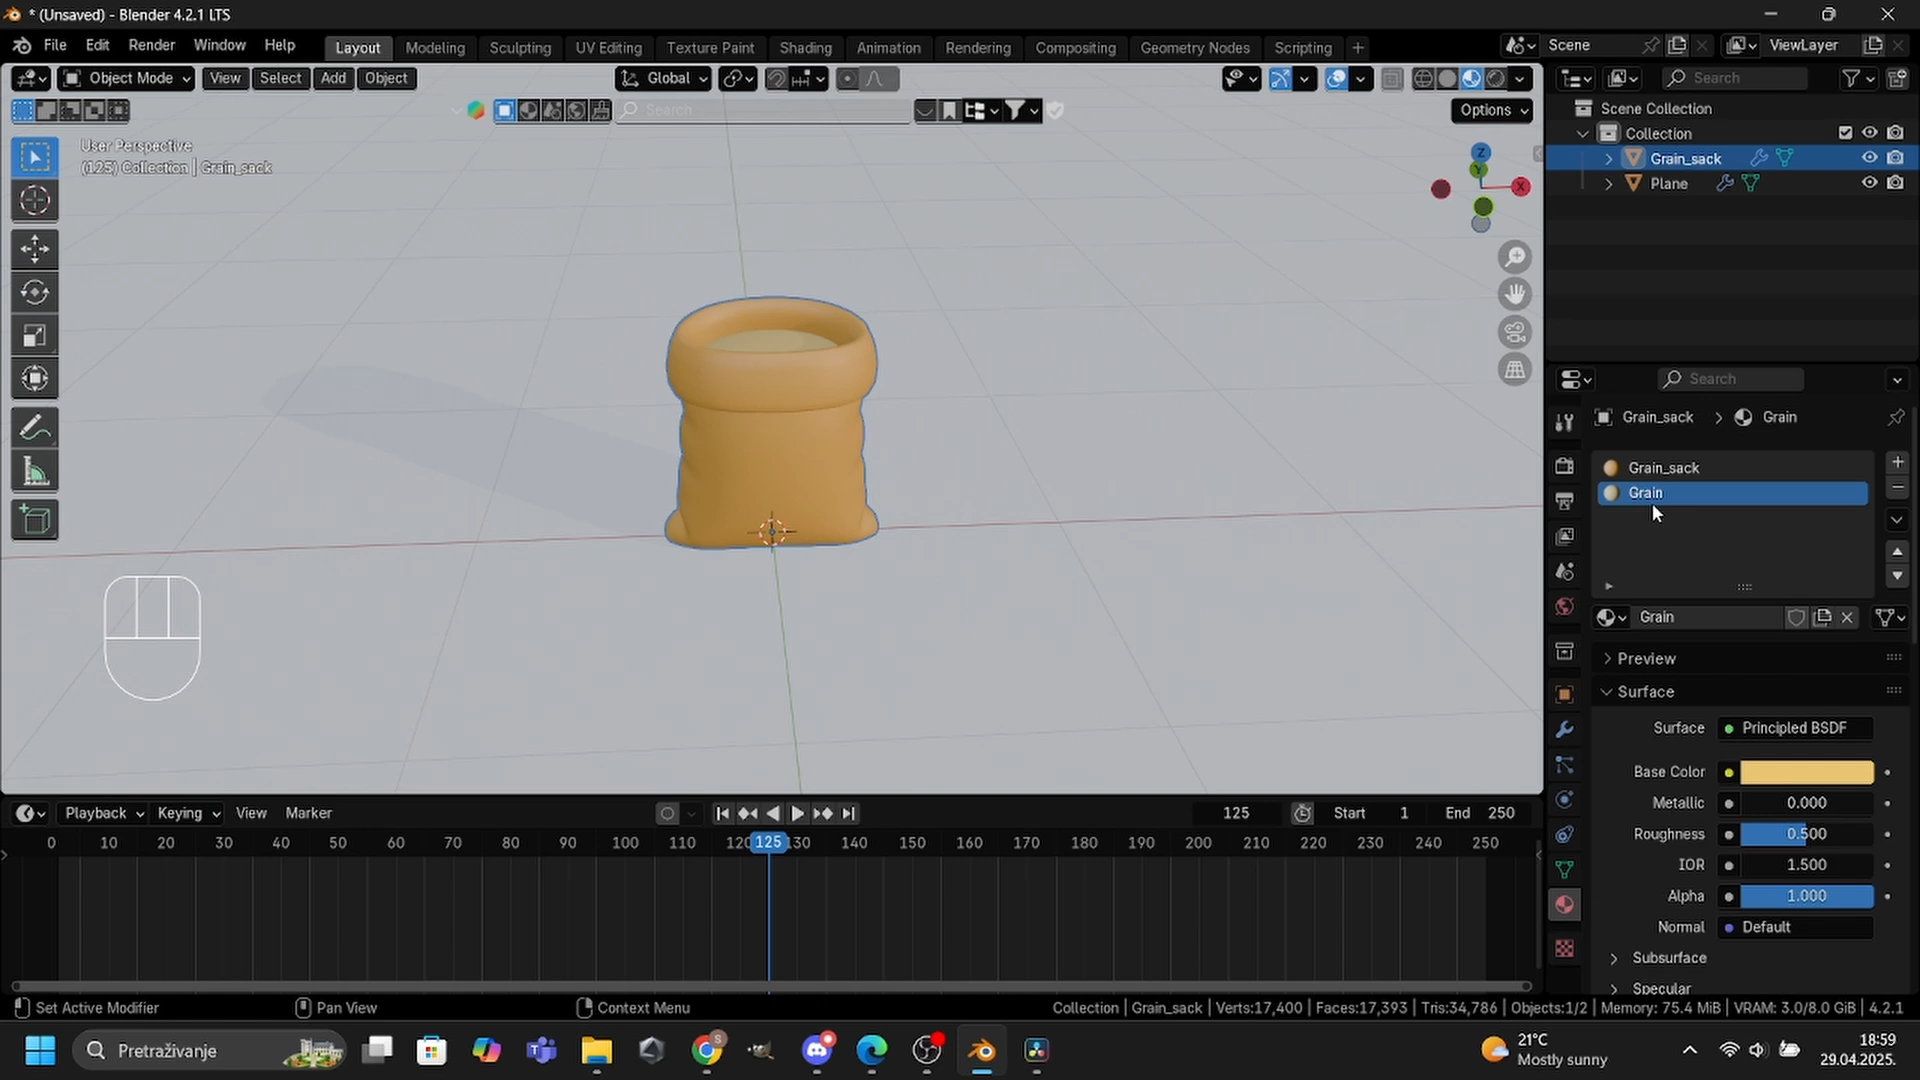 * (Unsaved) - Blender 4.2.1 LTS
File Edit Render Window Help Layout Modeling Sculpting UV Editing Texture Paint Shading Animation Rendering Compositing Geometry Nodes Scripting + Scene ViewLayer
Object Mode View Select Add Object Global Search
Search Options
Scene Collection
Collection
Grain_sack
Plane
User Perspective
(125) Collection | Grain_sack
Z
Y
X
Search
Grain_sack > Grain
Grain_sack
Grain
Grain
Preview
Surface
Surface Principled BSDF
Base Color
Metallic 0.000
Roughness 0.500
IOR 1.500
Alpha 1.000
Normal Default
Subsurface
Specular
Playback Keying View Marker 125 Start 1 End 250
0 10 20 30 40 50 60 70 80 90 100 110 120 125 130 140 150 160 170 180 190 200 210 220 230 240 250
Set Active Modifier Pan View Context Menu Collection | Grain_sack | Verts:17,400 | Faces:17,393 | Tris:34,786 | Objects:1/2 | Memory: 75.4 MiB | VRAM: 3.0/8.0 GiB | 4.2.1
Pretraživanje
21°C
Mostly sunny
18:59
29.04.2025.